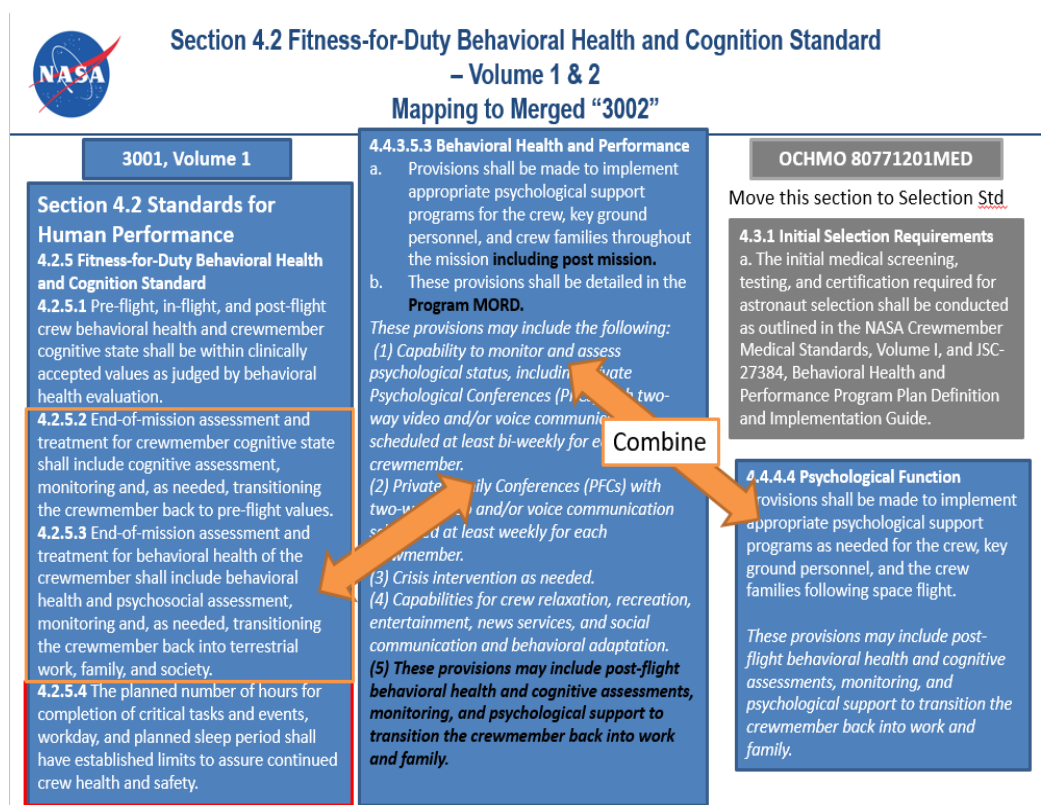 NASA
Section 4.2 Fitness-for-Duty Behavioral Health and Cognition Standard
– Volume 1 & 2
Mapping to Merged “3002”
3001, Volume 1
Section 4.2 Standards for
Human Performance
4.2.5 Fitness-for-Duty Behavioral Health
and Cognition Standard
4.2.5.1 Pre-flight, in-flight, and post-flight
crew behavioral health and crewmember
cognitive state shall be within clinically
accepted values as judged by behavioral
health evaluation.
4.2.5.2 End-of-mission assessment and
treatment for crewmember cognitive state
shall include cognitive assessment,
monitoring and, as needed, transitioning
the crewmember back to pre-flight values.
4.2.5.3 End-of-mission assessment and
treatment for behavioral health of the
crewmember shall include behavioral
health and psychosocial assessment,
monitoring and, as needed, transitioning
the crewmember back into terrestrial
work, family, and society.
4.2.5.4 The planned number of hours for
completion of critical tasks and events,
workday, and planned sleep period shall
have established limits to assure continued
crew health and safety.
4.4.3.5.3 Behavioral Health and Performance
a. Provisions shall be made to implement
appropriate psychological support
programs for the crew, key ground
personnel, and crew families throughout
the mission including post mission.
b. These provisions shall be detailed in the
Program MORD.
These provisions may include the following:
(1) Capability to monitor and assess
psychological status, including
Psychological Conferences two-
way video and/or voice
scheduled at least bi-weekly for
crewmember.
(2) Private Conferences (PFCs) with
and/or voice communication
at least weekly for each
(3) Crisis intervention as needed.
(4) Capabilities for crew relaxation, recreation,
entertainment, news services, and social
communication and behavioral adaptation.
(5) These provisions may include post-flight
behavioral health and cognitive assessments,
monitoring, and psychological support to
transition the crewmember back into work
and family.
Combine
OCHMO 80771201MED
Move this section to Selection Std
4.3.1 Initial Selection Requirements
a. The initial medical screening,
testing, and certification required for
astronaut selection shall be conducted
as outlined in the NASA Crewmember
Medical Standards, Volume I, and JSC-
27384, Behavioral Health and
Performance Program Plan Definition
and Implementation Guide.
4.4.4.4 Psychological Function
Provisions shall be made to implement
appropriate psychological support
programs as needed for the crew, key
ground personnel, and the crew
families following space flight.
These provisions may include post-
flight behavioral health and cognitive
assessments, monitoring, and
psychological support to transition the
crewmember back into work and
family.